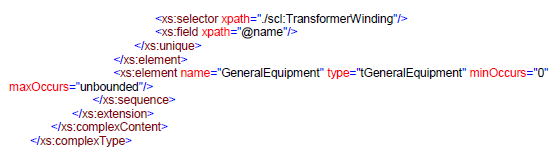 <xs:selector xpath="./scl:TransformerWinding"/>
<xs:field xpath="@name"/>
</xs:unique>
</xs:element>
<xs:element name="GeneralEquipment" type="tGeneralEquipment" minOccurs="0"
maxOccurs="unbounded"/>
</xs:sequence>
</xs:extension>
</xs:complexContent>
</xs:complexType>